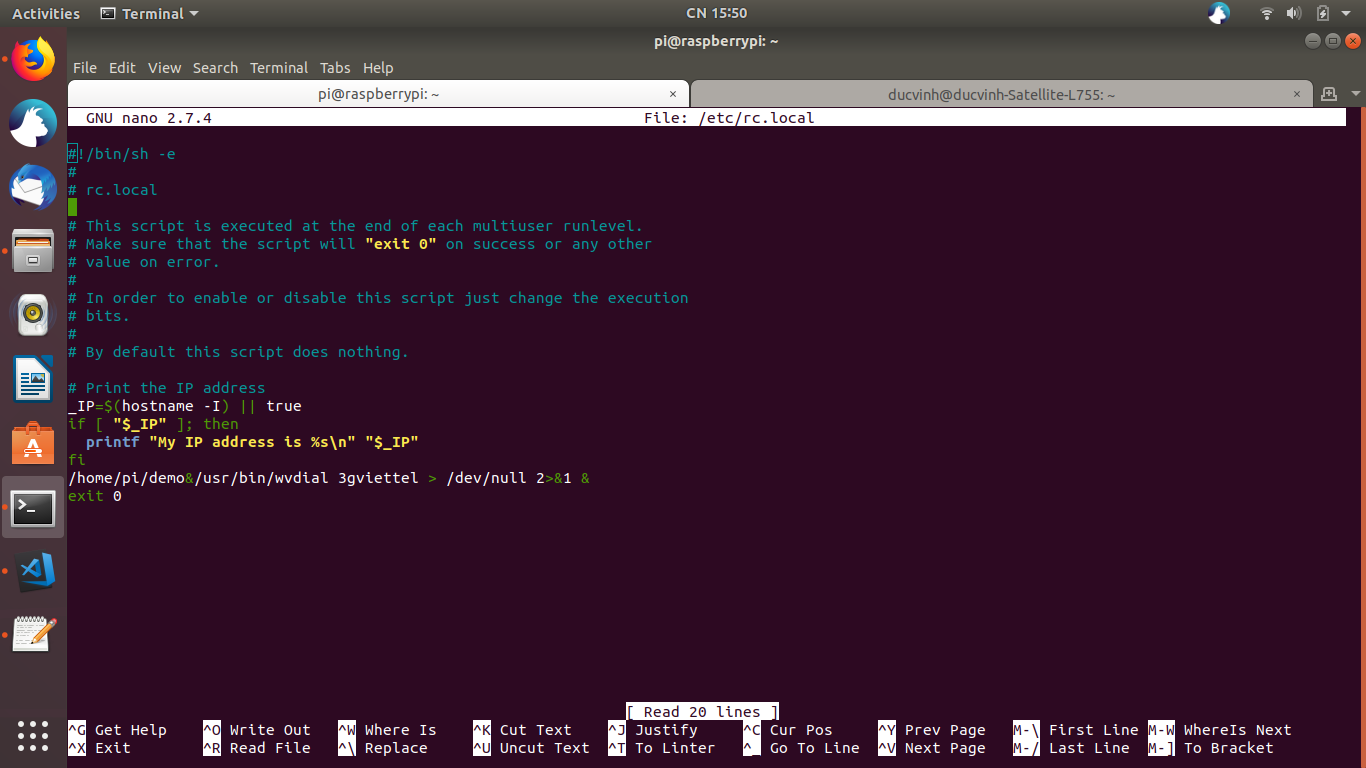 Activities Terminal CN 15:50
pi@raspberrypi: ~
File Edit View Search Terminal Tabs Help
pi@raspberrypi: ~ × ducvinh@ducvinh-Satellite-L755: ~ ×
GNU nano 2.7.4 File: /etc/rc.local
#!/bin/sh -e
#
# rc.local
# This script is executed at the end of each multiuser runlevel.
# Make sure that the script will "exit 0" on success or any other
# value on error.
#
# In order to enable or disable this script just change the execution
# bits.
#
# By default this script does nothing.
# Print the IP address
_IP=$(hostname -I) || true
if [ "$_IP" ]; then
  printf "My IP address is %s\n" "$_IP"
fi
/home/pi/demo&/usr/bin/wvdial 3gviettel > /dev/null 2>&1 &
exit 0
[ Read 20 lines ]
^G Get Help ^O Write Out ^W Where Is ^K Cut Text ^J Justify ^C Cur Pos ^Y Prev Page M-\ First Line M-W WhereIs Next
^X Exit ^R Read File ^\ Replace ^U Uncut Text ^T To Linter ^_ Go To Line ^V Next Page M-/ Last Line M-] To Bracket